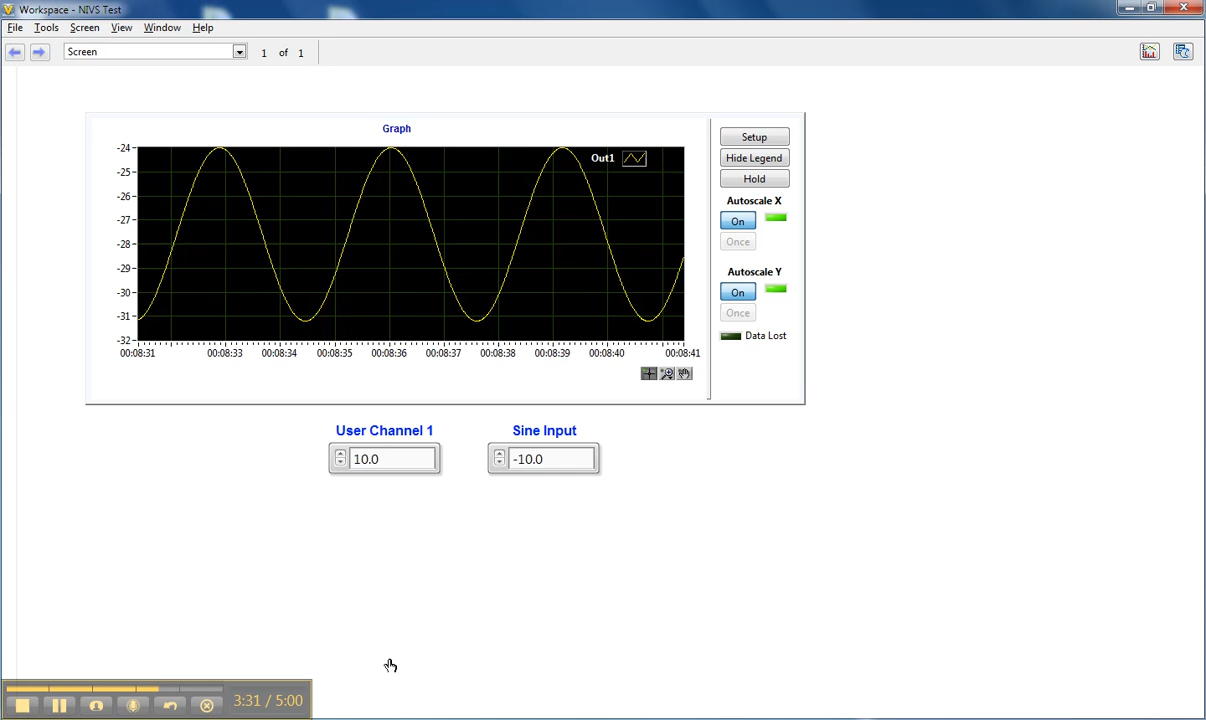 Workspace - NIVS Test
File Tools Screen View Window Help
Screen 1 of 1
Graph
Out1
-24
-25
-26
-27
-28
-29
-30
-31
-32
00:08:31 00:08:33 00:08:34 00:08:35 00:08:36 00:08:37 00:08:38 00:08:39 00:08:40 00:08:41
Setup
Hide Legend
Hold
Autoscale X
On
Once
Autoscale Y
On
Once
Data Lost
User Channel 1 Sine Input
10.0 -10.0
3:31 / 5:00